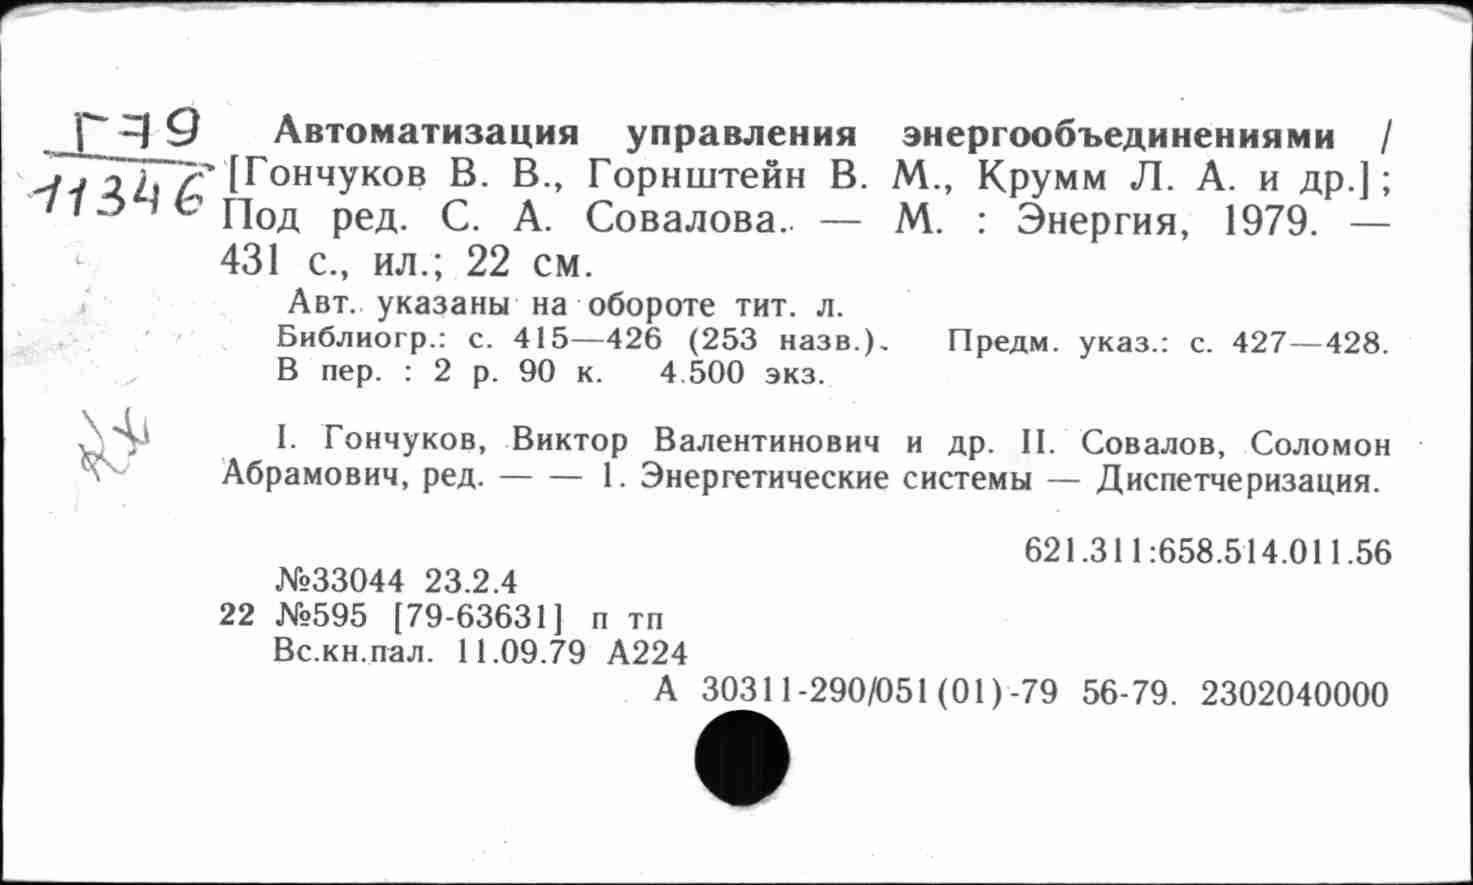 Г79
11346
Автоматизация управления энергообъединениями /
[Гончуков В. В., Горнштейн В. М., Крумм Л. А. и др.];
Под ред. С. А. Совалова. — М. : Энергия, 1979. —
431 с., ил.; 22 см.
Авт. указаны на обороте тит. л.
Библиогр.: с. 415—426 (253 назв.). Предм. указ.: с. 427—428.
В пер. : 2 р. 90 к. 4.500 экз.
I. Гончуков, Виктор Валентинович и др. II. Совалов, Соломон
Абрамович, ред. — — 1. Энергетические системы — Диспетчеризация.
621.311:658.514.011.56
№33044 23.2.4
22 №595 [79-63631] п тп
Вс.кн.пал. 11.09.79 А224
А 30311-290/051(01)-79 56-79. 2302040000